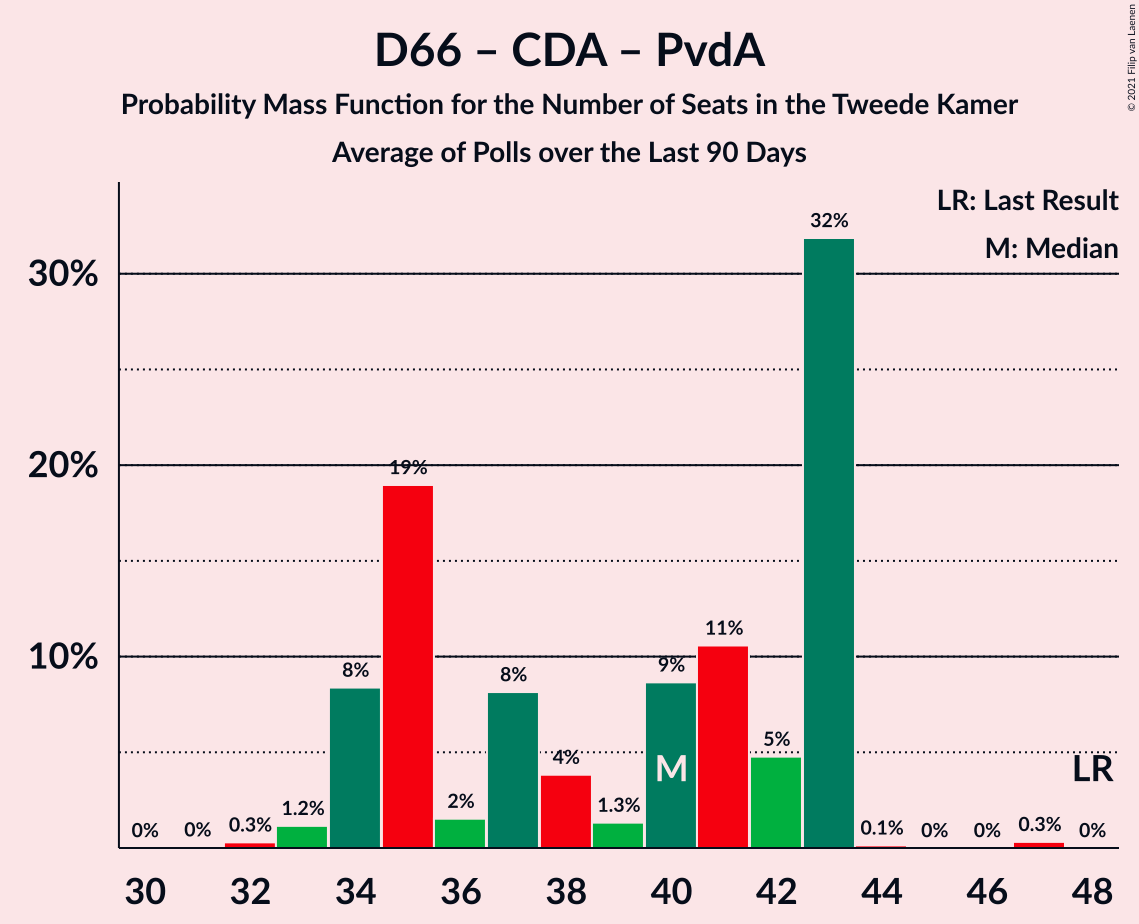 D66 – CDA – PvdA
Probability Mass Function for the Number of Seats in the Tweede Kamer
Average of Polls over the Last 90 Days
© 2021 Filip van Laenen
LR: Last Result
M: Median
30%
20%
10%
0%
0%
0.3%
1.2%
8%
19%
2%
8%
4%
1.3%
9%
11%
5%
32%
0.1%
0%
0%
0.3%
0%
M
LR
30 32 34 36 38 40 42 44 46 48